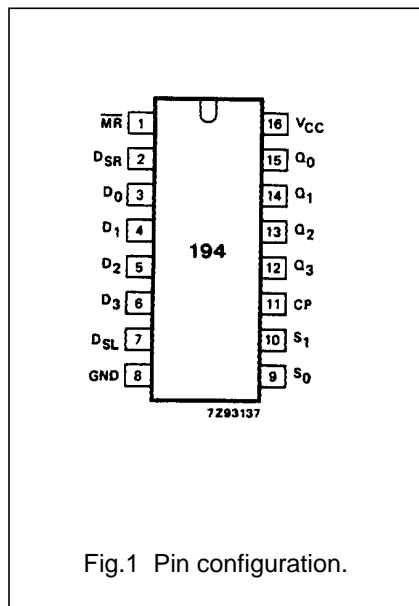 MR 1 16 VCC
DSR 2 15 Q0
D0 3 14 Q1
D1 4 13 Q2
194
D2 5 12 Q3
D3 6 11 CP
DSL 7 10 S1
GND 8 9 S0
7Z93137
Fig.1 Pin configuration.